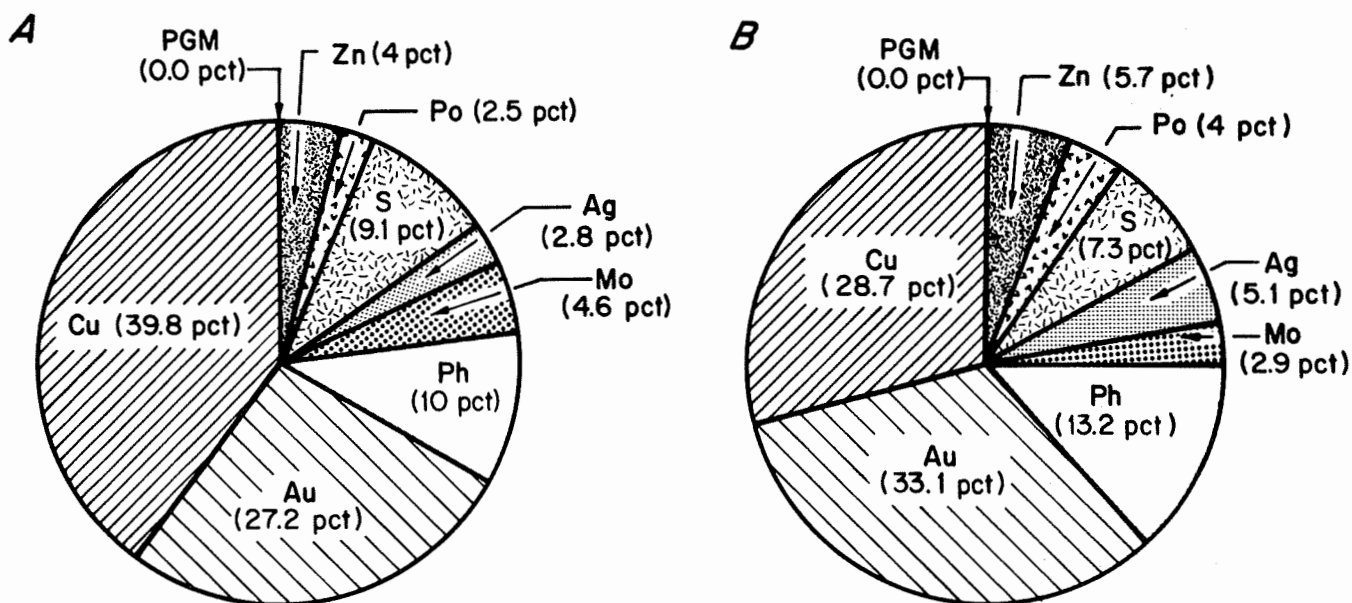 A
PGM
(0.0 pct)
Zn (4 pct)
Po (2.5 pct)
S
(9.1 pct)
Ag
(2.8 pct)
Mo
(4.6 pct)
Ph
(10 pct)
Au
(27.2 pct)
Cu (39.8 pct)
B
PGM
(0.0 pct)
Zn (5.7 pct)
Po (4 pct)
S
(7.3 pct)
Ag
(5.1 pct)
Mo
(2.9 pct)
Ph
(13.2 pct)
Au
(33.1 pct)
Cu
(28.7 pct)